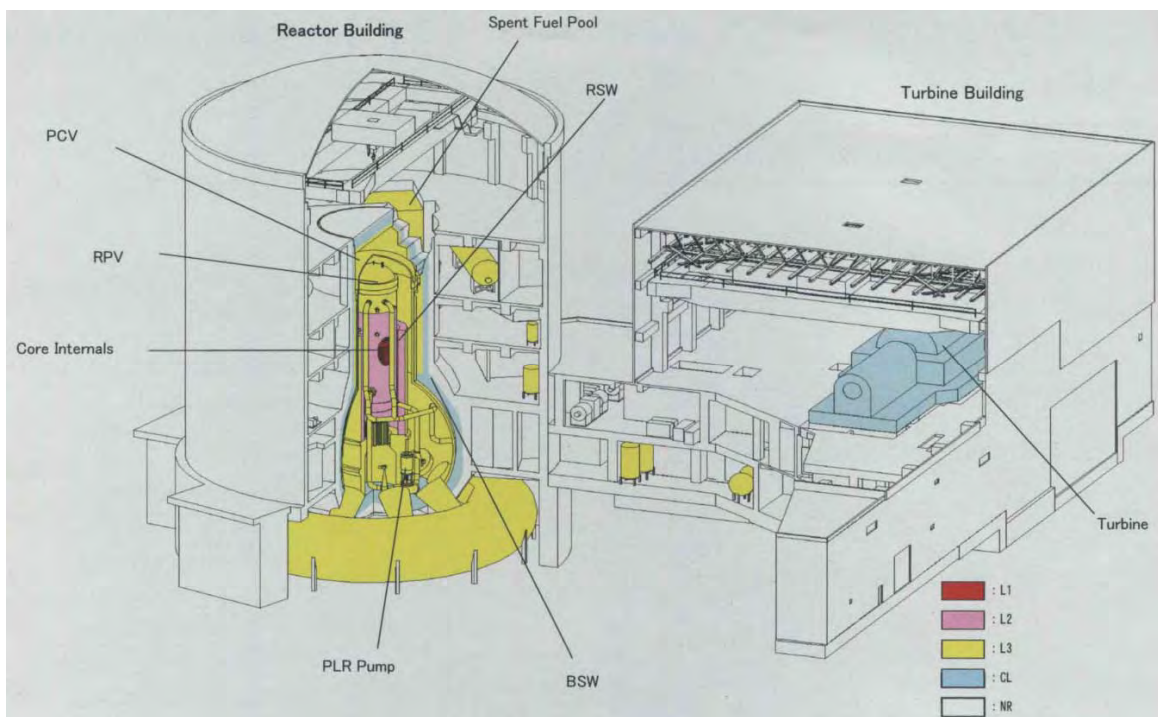 Spent Fuel Pool
Reactor Building
RSW
Turbine Building
PCV
RPV
Core Internals
Turbine
PLR Pump
BSW
: L1
: L2
: L3
: CL
: NR